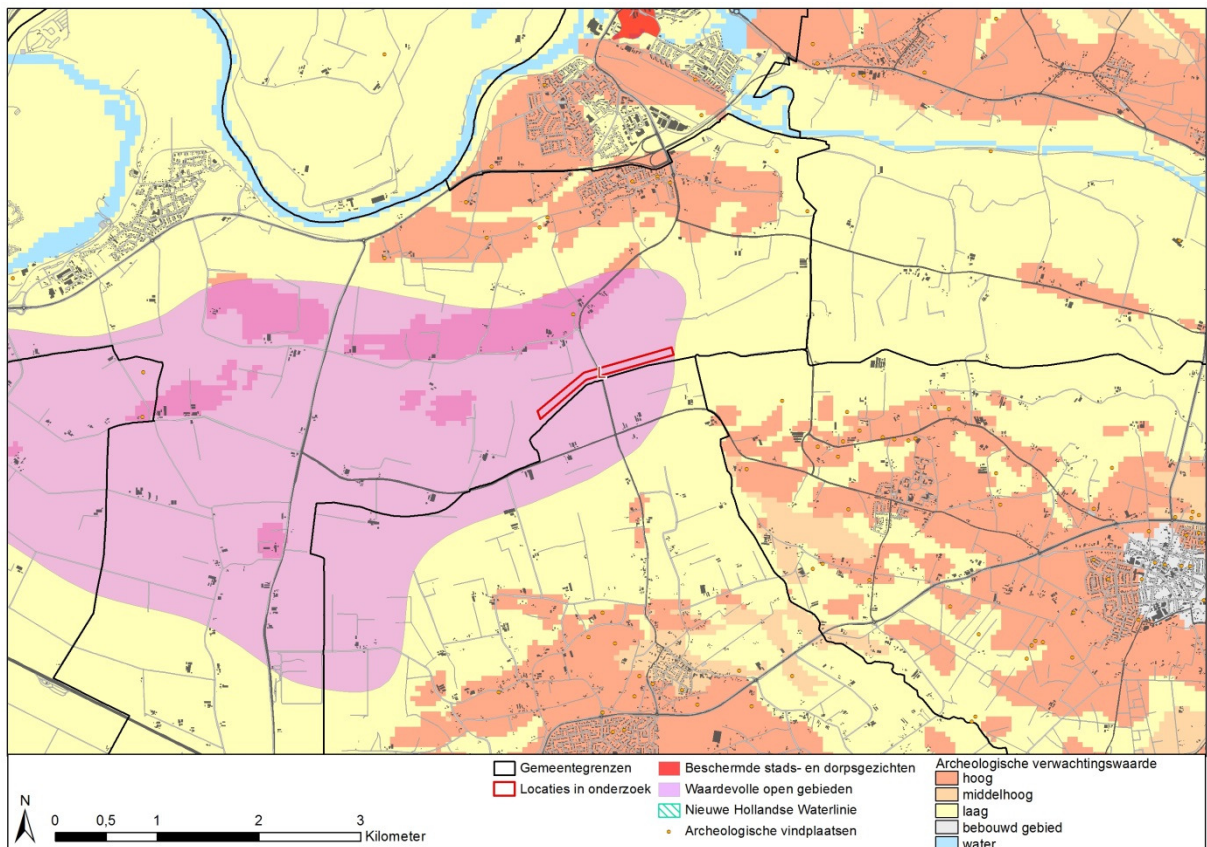 L
Gemeentegrenzen
Locaties in onderzoek
Beschermde stads- en dorpsgezichten
Waardevolle open gebieden
Nieuwe Hollandse Waterlinie
Archeologische vindplaatsen
Archeologische verwachtingswaarde
hoog
middelhoog
laag
bebouwd gebied
water
N
0 0,5 1 2 3
Kilometer